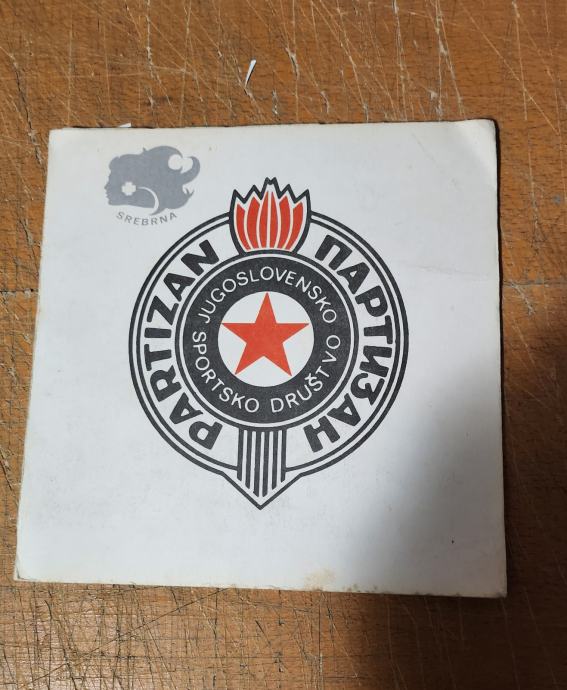 SREBRNA
PARTIZAN
ПАРТИЗАН
JUGOSLOVENSKO
SPORTSKO DRUŠTVO